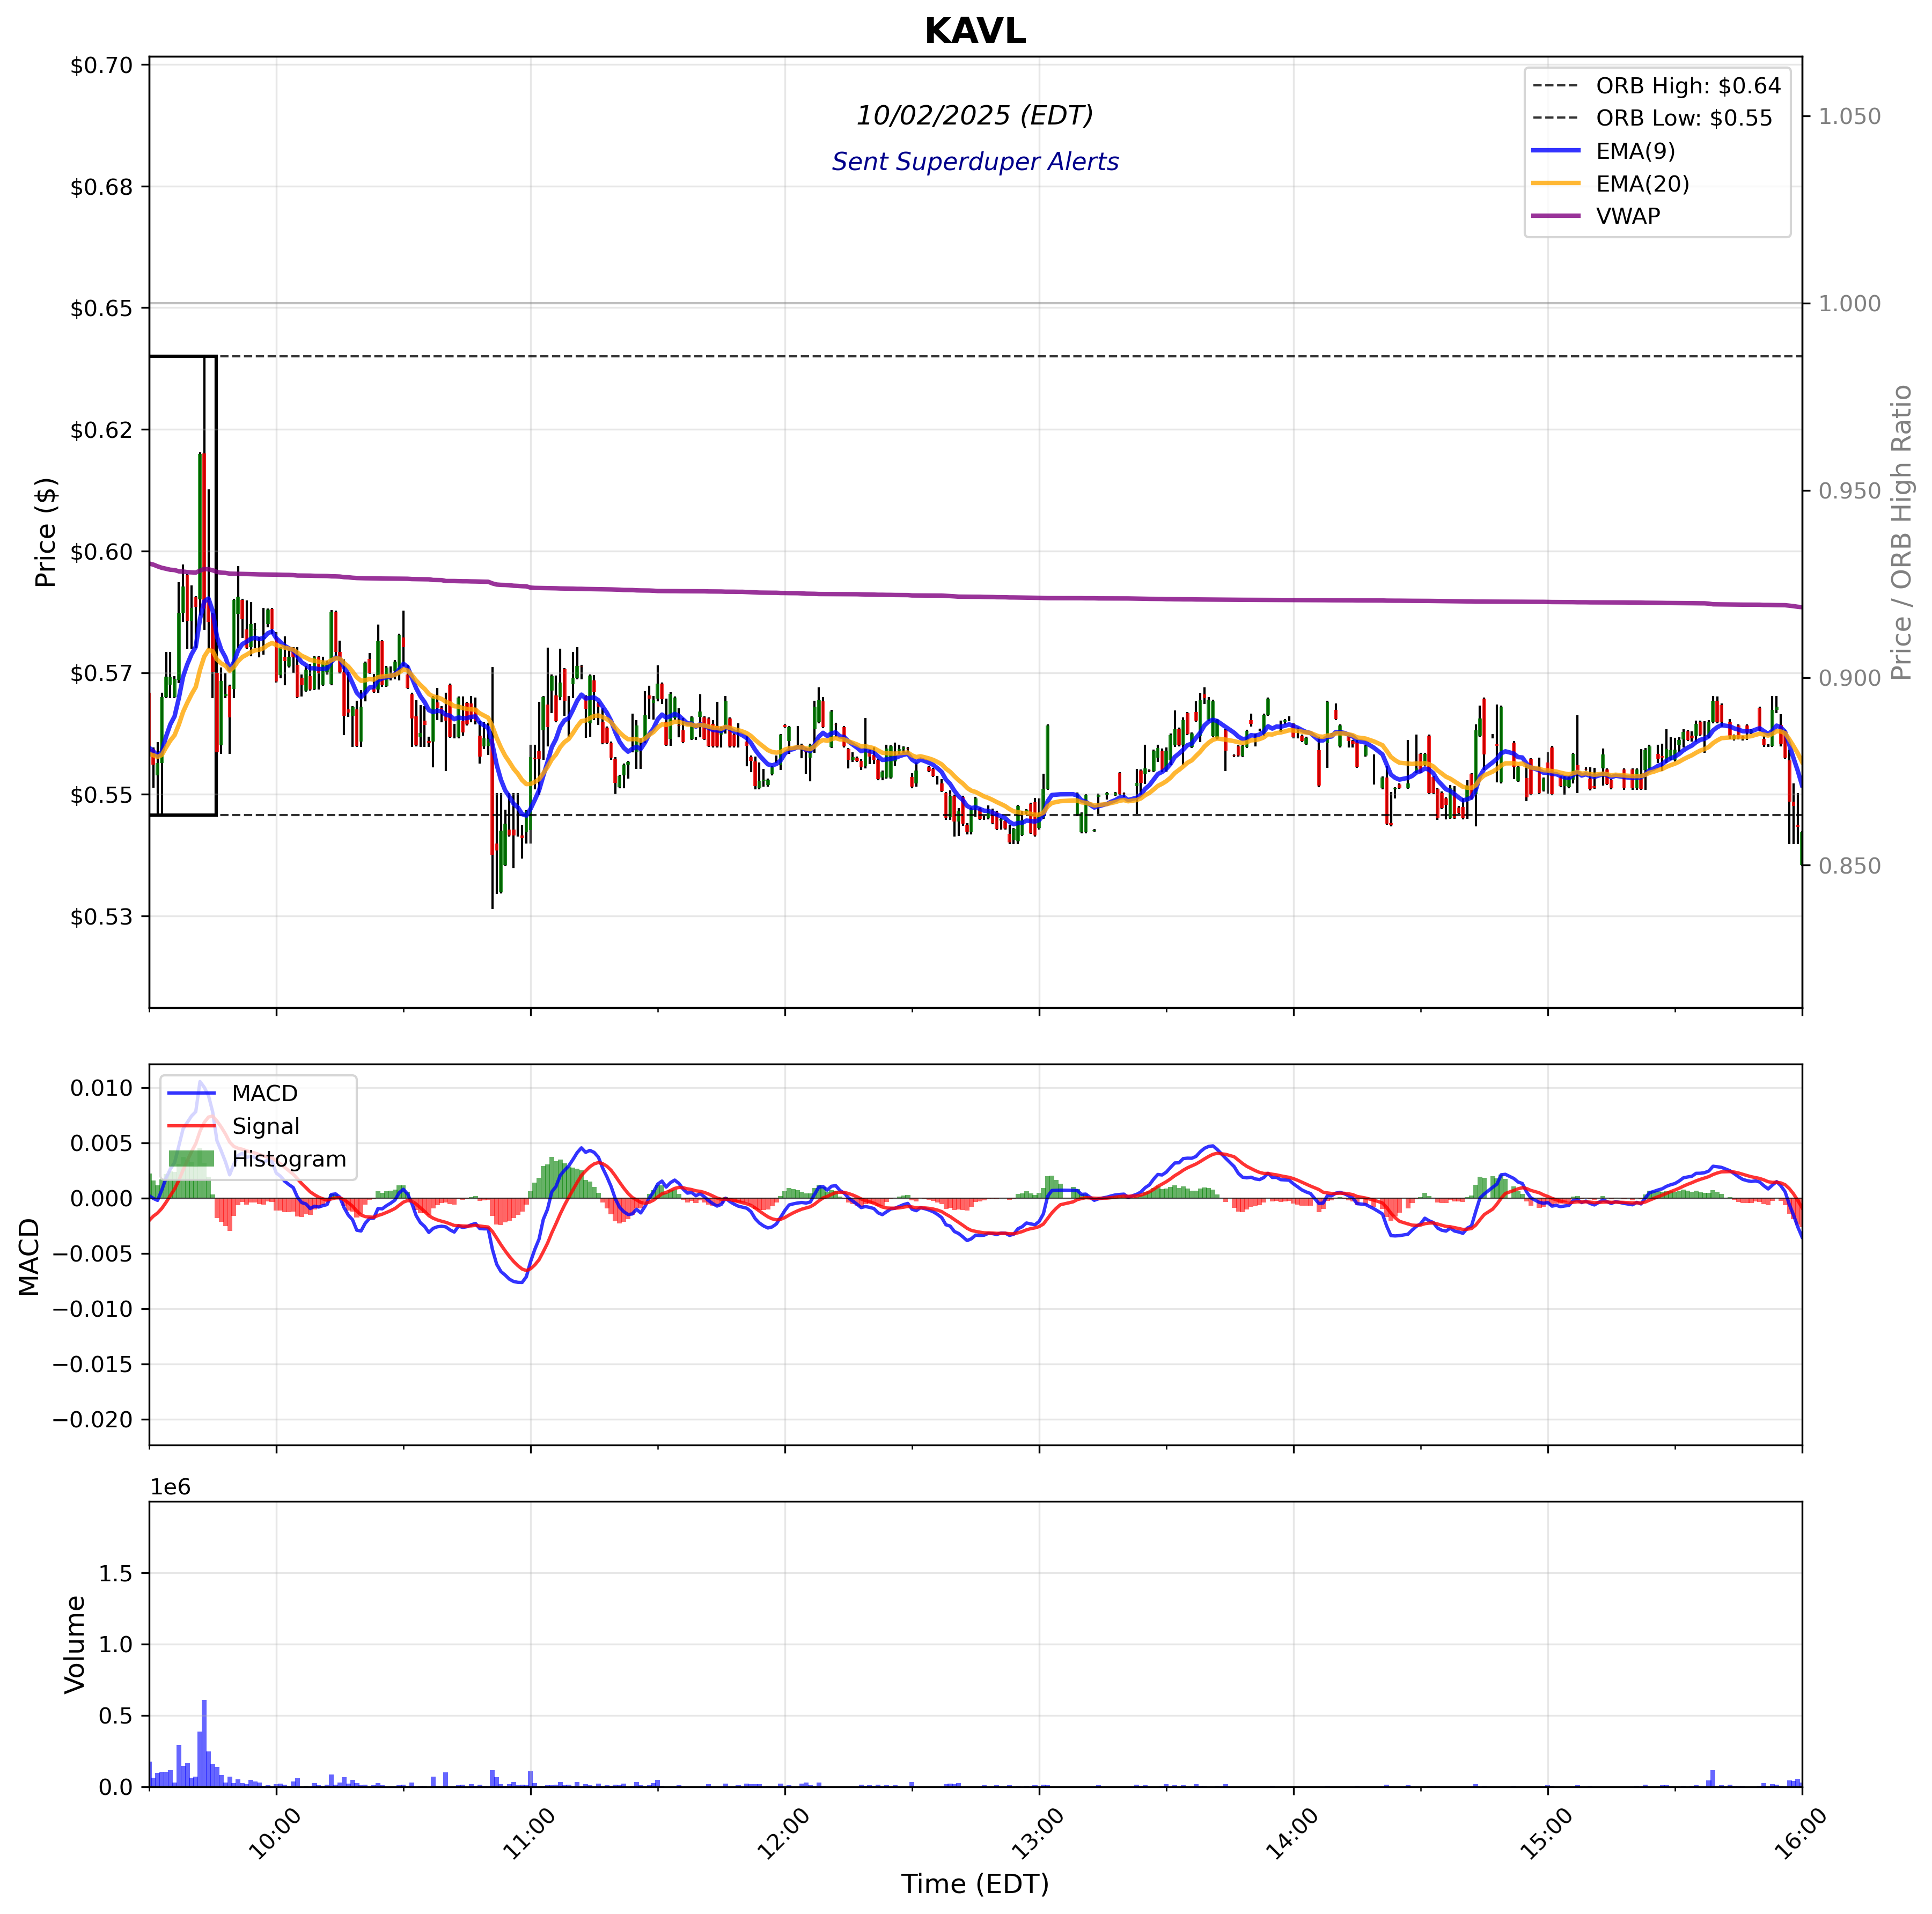 KAVL
10/02/2025 (EDT)
Sent Superduper Alerts
ORB High: $0.64
ORB Low: $0.55
EMA(9)
EMA(20)
VWAP
$0.70
$0.68
$0.65
$0.62
$0.60
$0.57
$0.55
$0.53
Price ($)
1.050
1.000
0.950
0.900
0.850
Price / ORB High Ratio
MACD
Signal
Histogram
0.010
0.005
0.000
−0.005
−0.010
−0.015
−0.020
MACD
1e6
1.5
1.0
0.5
0.0
Volume
10:00
11:00
12:00
13:00
14:00
15:00
16:00
Time (EDT)